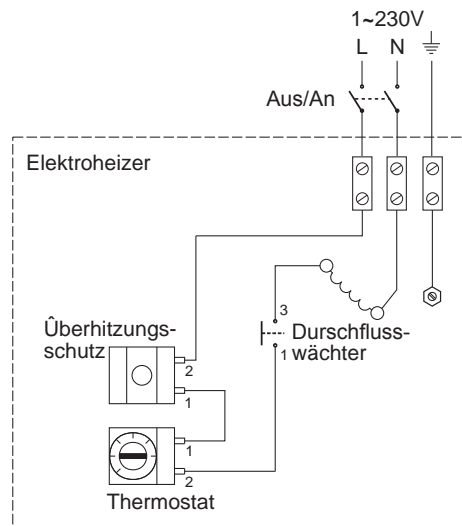 1~230V
L N
Aus/An
Elektroheizer
3
Durschfluss-
1 wächter
Überhitzungs-
schutz
2
1
1
2
Thermostat